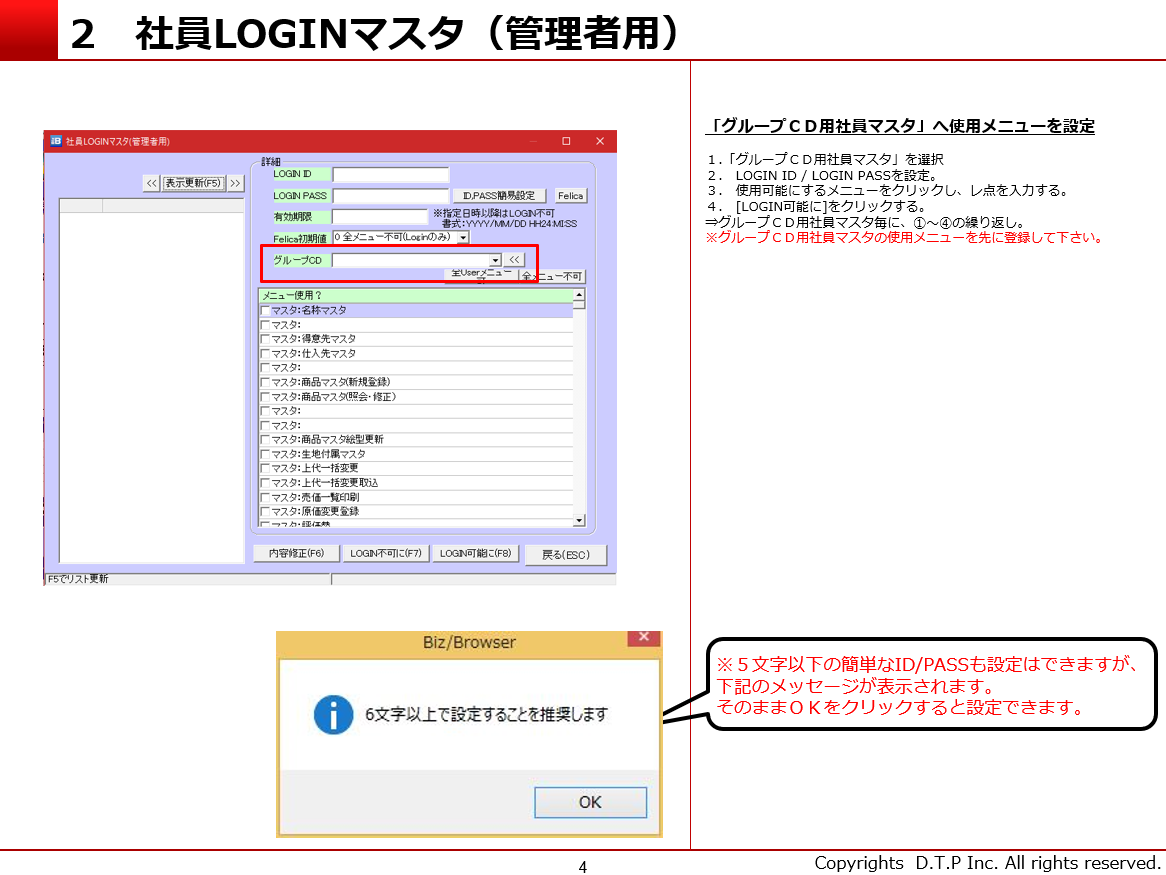 2　社員LOGINマスタ（管理者用）
社員LOGINマスタ(管理者用)
<< 表示更新(F5) >>
詳細
LOGIN ID
LOGIN PASS
ID,PASS簡易設定 Felica
有効期限
※指定日時以降はLOGIN不可
書式:YYYY/MM/DD HH24:MI:SS
Felica初期値 0 全メニュー不可(Loginのみ)
グループCD <<
全Userメニュー 全メニュー不可
メニュー使用?
マスタ:名称マスタ
マスタ:
マスタ:得意先マスタ
マスタ:仕入先マスタ
マスタ:
マスタ:商品マスタ(新規登録)
マスタ:商品マスタ(照会・修正)
マスタ:
マスタ:
マスタ:商品マスタ絵型更新
マスタ:生地付属マスタ
マスタ:上代一括変更
マスタ:上代一括変更取込
マスタ:売価一覧印刷
マスタ:原価変更登録
マスタ:評価替
内容修正(F6) LOGIN不可に(F7) LOGIN可能に(F8) 戻る(ESC)
F5でリスト更新
「グループＣＤ用社員マスタ」へ使用メニューを設定
１．「グループＣＤ用社員マスタ」を選択
２． LOGIN ID / LOGIN PASSを設定。
３． 使用可能にするメニューをクリックし、レ点を入力する。
４． [LOGIN可能に]をクリックする。
⇒グループＣＤ用社員マスタ毎に、①～④の繰り返し。
※グループＣＤ用社員マスタの使用メニューを先に登録して下さい。
Biz/Browser
6文字以上で設定することを推奨します
OK
※５文字以下の簡単なID/PASSも設定はできますが、
下記のメッセージが表示されます。
そのままＯＫをクリックすると設定できます。
4
Copyrights D.T.P Inc. All rights reserved.